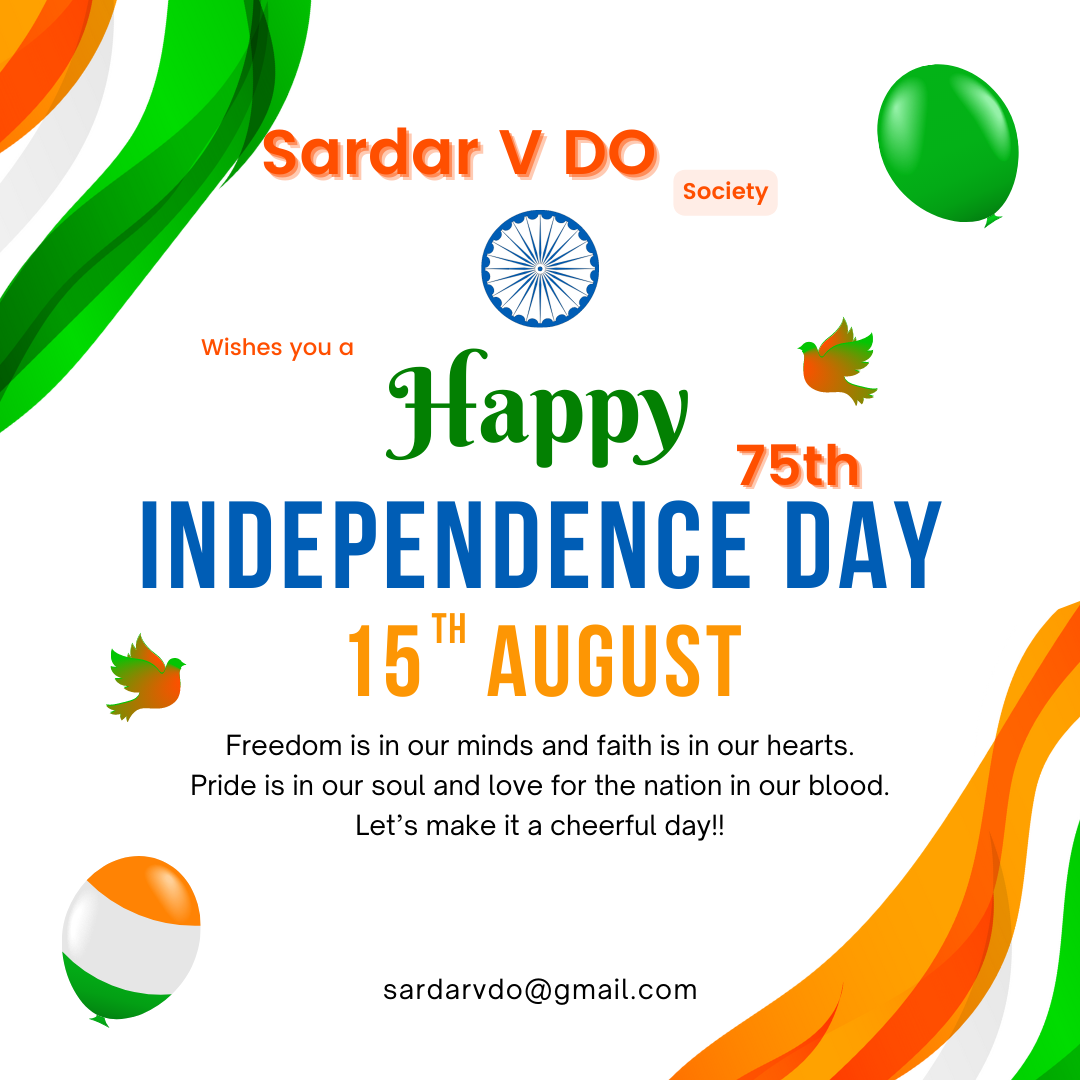 Sardar V DO
Society
Wishes you a
Happy
75th
INDEPENDENCE DAY
15TH AUGUST
Freedom is in our minds and faith is in our hearts.
Pride is in our soul and love for the nation in our blood.
Let’s make it a cheerful day!!
sardarvdo@gmail.com